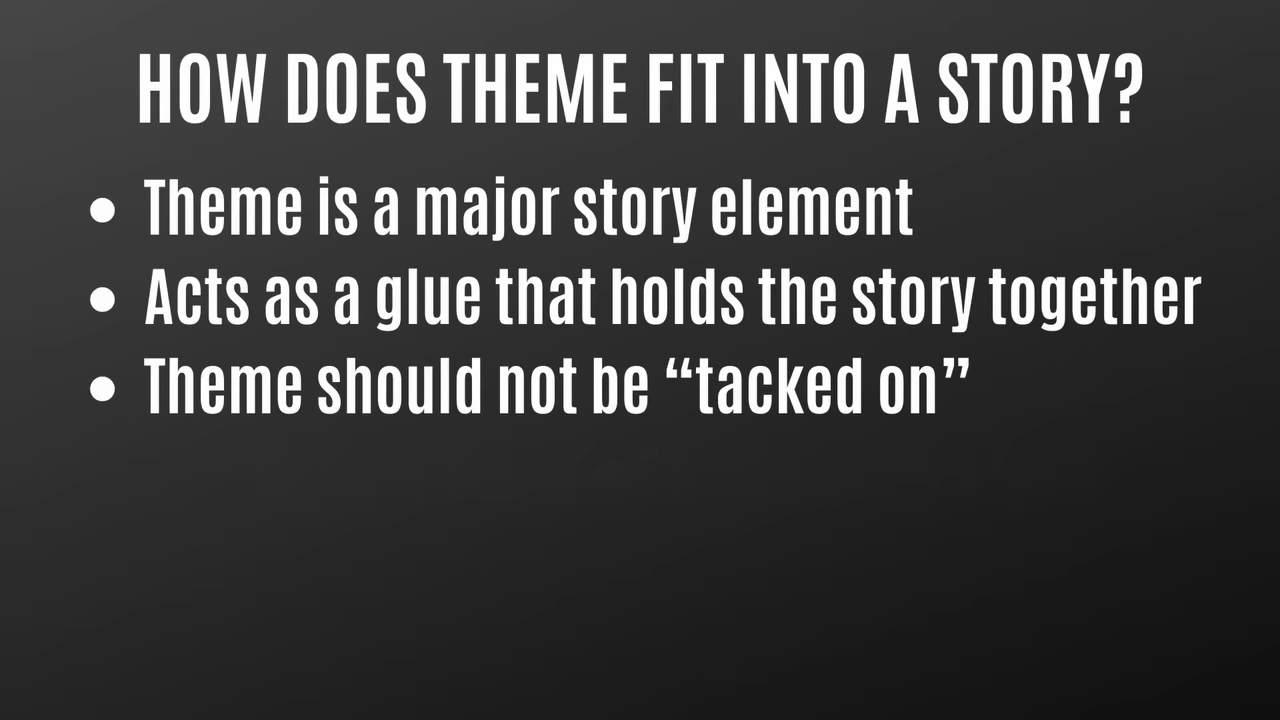 HOW DOES THEME FIT INTO A STORY?
• Theme is a major story element
• Acts as a glue that holds the story together
• Theme should not be “tacked on”